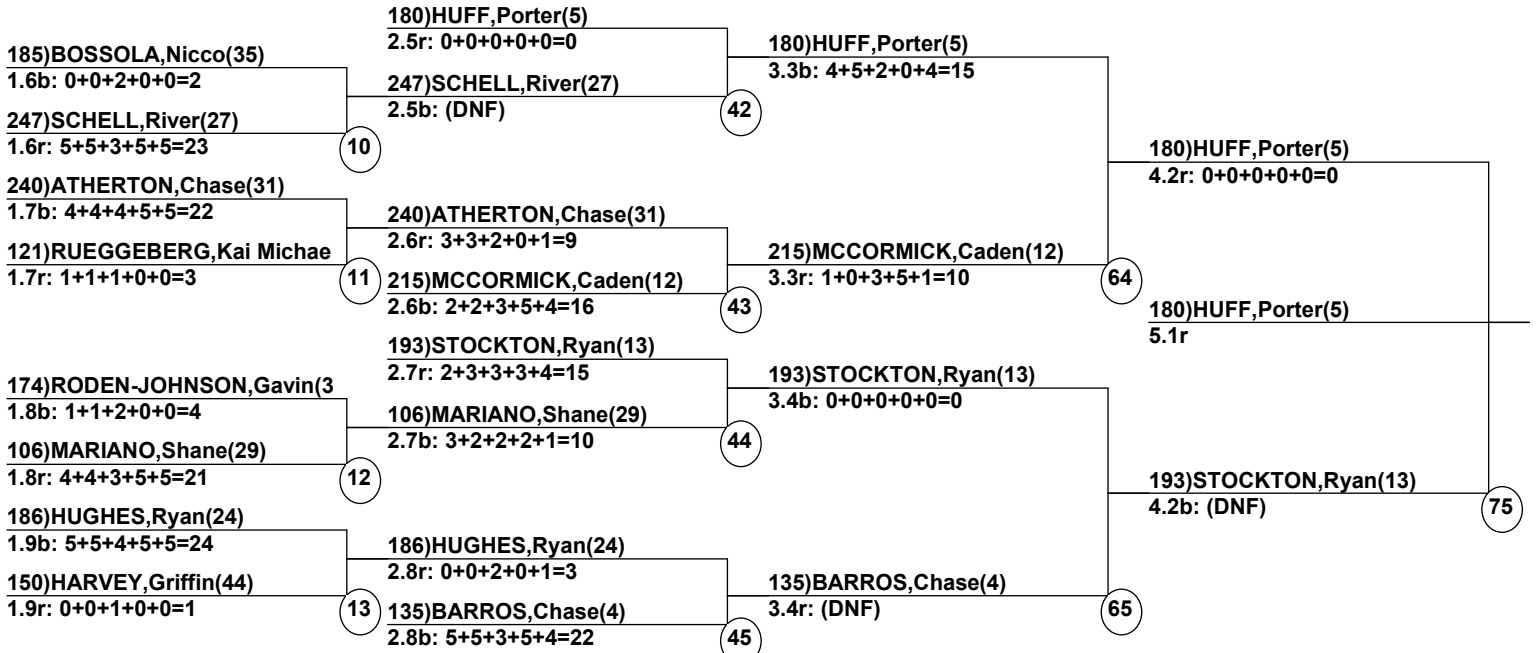 180)HUFF,Porter(5)
2.5r: 0+0+0+0+0=0
185)BOSSOLA,Nicco(35)
1.6b: 0+0+2+0+0=2
180)HUFF,Porter(5)
3.3b: 4+5+2+0+4=15
247)SCHELL,River(27)
2.5b: (DNF)
42
247)SCHELL,River(27)
1.6r: 5+5+3+5+5=23
10
180)HUFF,Porter(5)
4.2r: 0+0+0+0+0=0
240)ATHERTON,Chase(31)
1.7b: 4+4+4+5+5=22
240)ATHERTON,Chase(31)
2.6r: 3+3+2+0+1=9
121)RUEGGEBERG,Kai Michae
1.7r: 1+1+1+0+0=3
11
215)MCCORMICK,Caden(12)
3.3r: 1+0+3+5+1=10
64
215)MCCORMICK,Caden(12)
2.6b: 2+2+3+5+4=16
43
180)HUFF,Porter(5)
5.1r
193)STOCKTON,Ryan(13)
2.7r: 2+3+3+3+4=15
174)RODEN-JOHNSON,Gavin(3
1.8b: 1+1+2+0+0=4
193)STOCKTON,Ryan(13)
3.4b: 0+0+0+0+0=0
106)MARIANO,Shane(29)
2.7b: 3+2+2+2+1=10
44
106)MARIANO,Shane(29)
1.8r: 4+4+3+5+5=21
12
193)STOCKTON,Ryan(13)
4.2b: (DNF)
75
186)HUGHES,Ryan(24)
1.9b: 5+5+4+5+5=24
186)HUGHES,Ryan(24)
2.8r: 0+0+2+0+1=3
150)HARVEY,Griffin(44)
1.9r: 0+0+1+0+0=1
13
135)BARROS,Chase(4)
3.4r: (DNF)
65
135)BARROS,Chase(4)
2.8b: 5+5+3+5+4=22
45